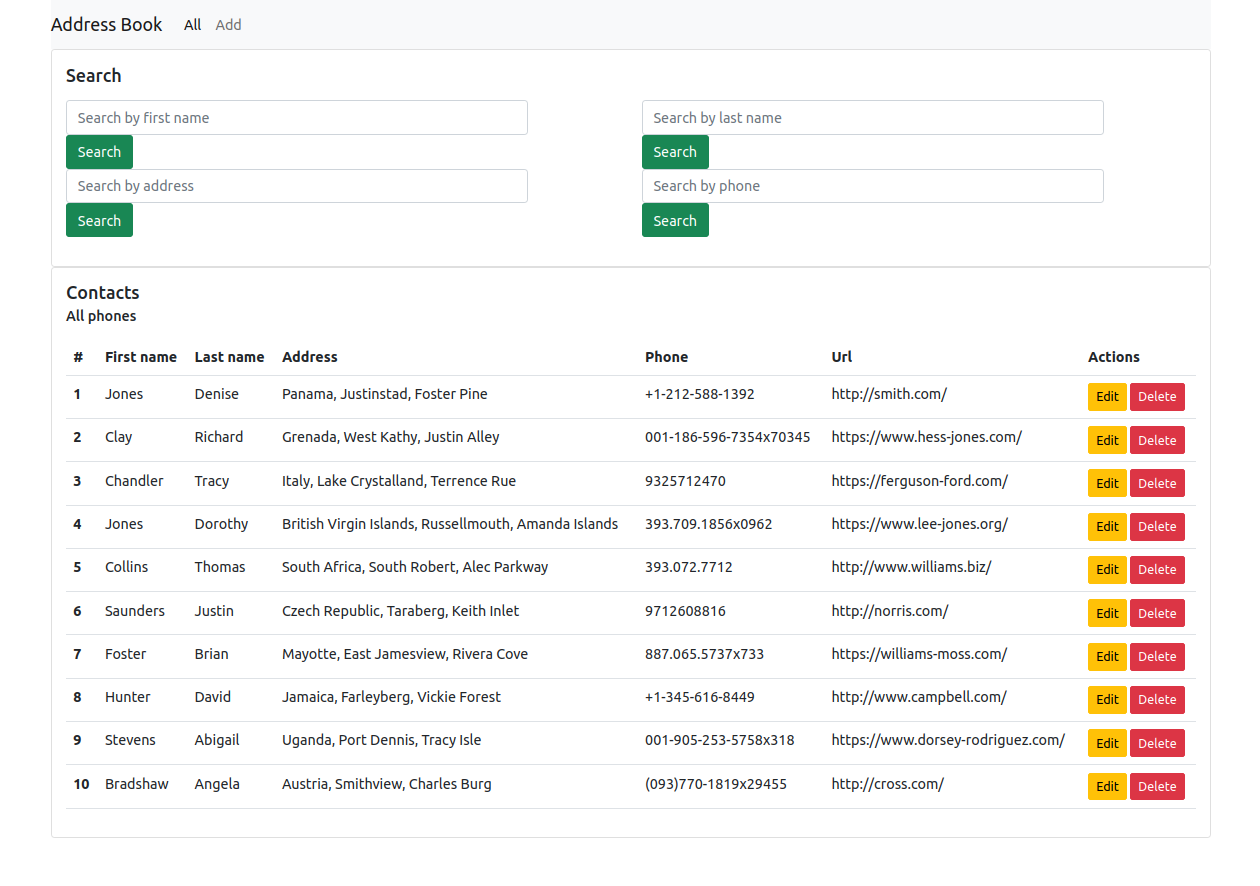 Address Book All Add
Search
Search by first name Search by last name
Search Search
Search by address Search by phone
Search Search
Contacts
All phones
# First name Last name Address Phone Url Actions
1 Jones Denise Panama, Justinstad, Foster Pine +1-212-588-1392 http://smith.com/ Edit Delete
2 Clay Richard Grenada, West Kathy, Justin Alley 001-186-596-7354x70345 https://www.hess-jones.com/ Edit Delete
3 Chandler Tracy Italy, Lake Crystalland, Terrence Rue 9325712470 https://ferguson-ford.com/ Edit Delete
4 Jones Dorothy British Virgin Islands, Russellmouth, Amanda Islands 393.709.1856x0962 https://www.lee-jones.org/ Edit Delete
5 Collins Thomas South Africa, South Robert, Alec Parkway 393.072.7712 http://www.williams.biz/ Edit Delete
6 Saunders Justin Czech Republic, Taraberg, Keith Inlet 9712608816 http://norris.com/ Edit Delete
7 Foster Brian Mayotte, East Jamesview, Rivera Cove 887.065.5737x733 https://williams-moss.com/ Edit Delete
8 Hunter David Jamaica, Farleyberg, Vickie Forest +1-345-616-8449 http://www.campbell.com/ Edit Delete
9 Stevens Abigail Uganda, Port Dennis, Tracy Isle 001-905-253-5758x318 https://www.dorsey-rodriguez.com/ Edit Delete
10 Bradshaw Angela Austria, Smithview, Charles Burg (093)770-1819x29455 http://cross.com/ Edit Delete